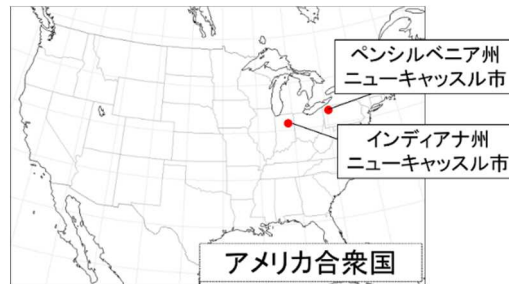 ペンシルベニア州
ニューキャッスル市
インディアナ州
ニューキャッスル市
アメリカ合衆国